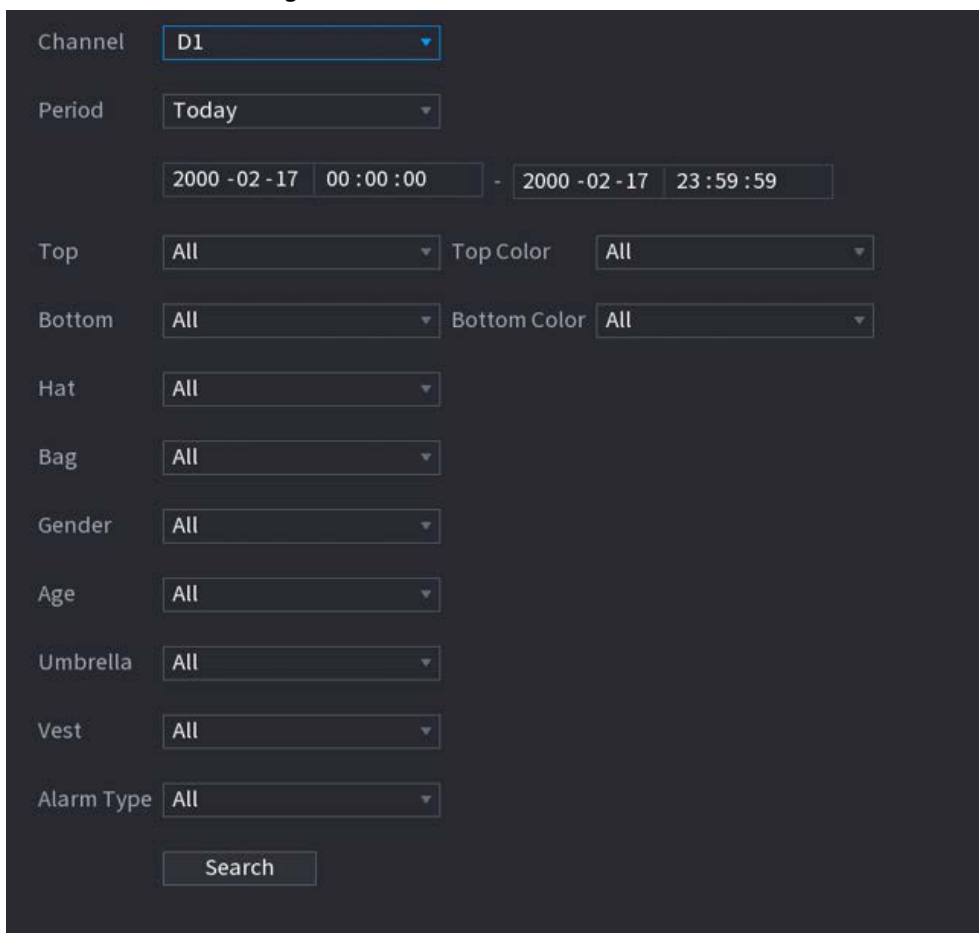 Channel D1
Period Today
2000 -02 -17 00 : 00 : 00 - 2000 -02 -17 23 : 59 : 59
Top All Top Color All
Bottom All Bottom Color All
Hat All
Bag All
Gender All
Age All
Umbrella All
Vest All
Alarm Type All
Search